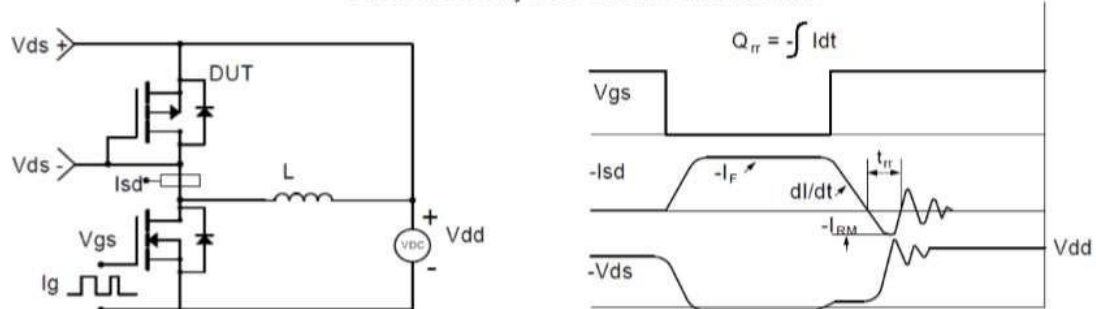 Vds +
DUT
Vds -
Isd
L
Vgs
+
VDC
Vdd
-
Ig
Qrr = -∫ Idt
Vgs
-Isd
-IF
dI/dt
trr
-IRM
Vdd
-Vds